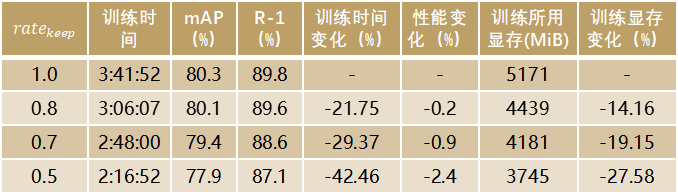 rate_keep 训练时间 mAP (%) R-1 (%) 训练时间变化 (%) 性能变化 (%) 训练所用显存(MiB) 训练显存变化 (%)
1.0 3:41:52 80.3 89.8 - - 5171 -
0.8 3:06:07 80.1 89.6 -21.75 -0.2 4439 -14.16
0.7 2:48:00 79.4 88.6 -29.37 -0.9 4181 -19.15
0.5 2:16:52 77.9 87.1 -42.46 -2.4 3745 -27.58